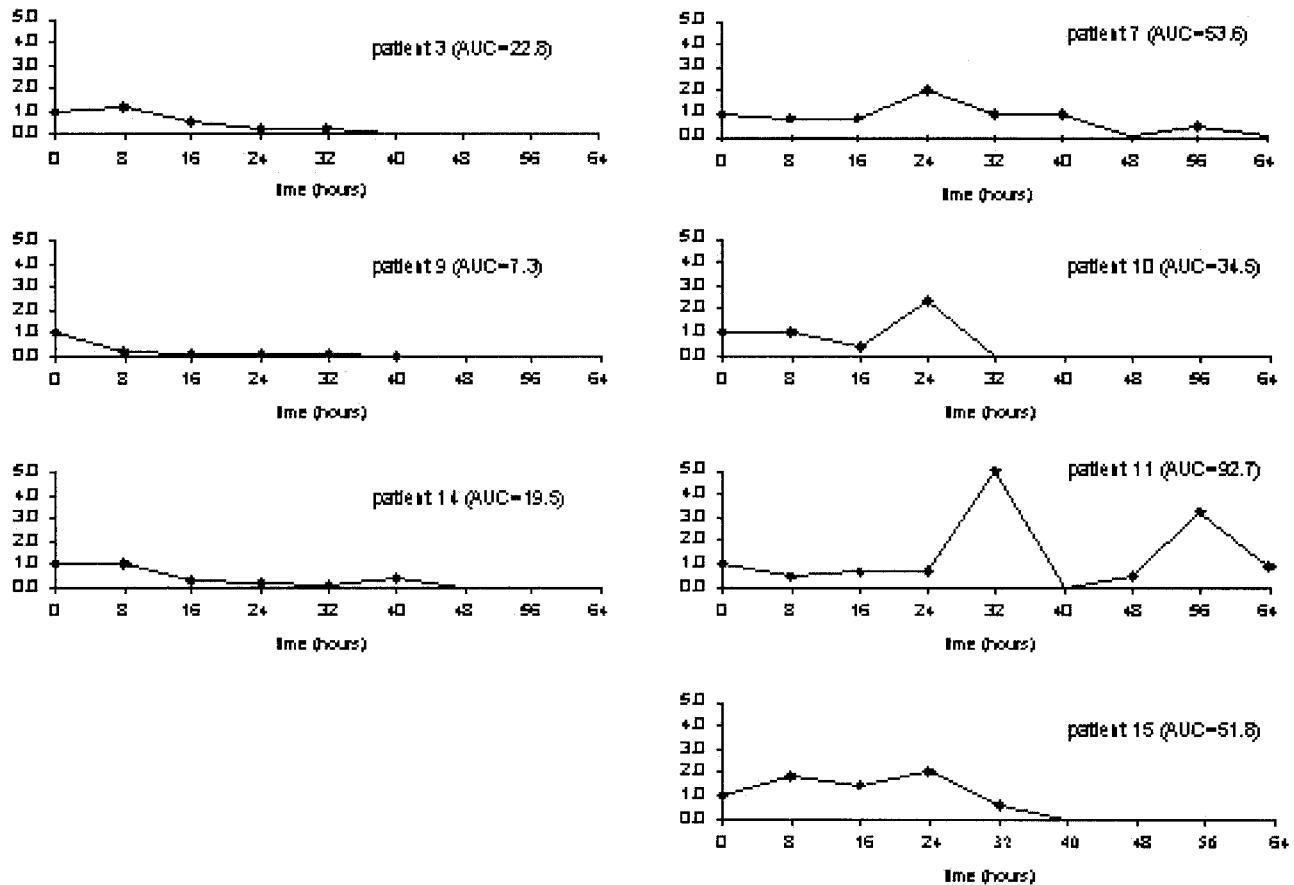 5.0
4.0
3.0
2.0
1.0
0.0
patient 3 (AUC=22.8)
0 8 16 24 32 40 48 56 64
time (hours)
5.0
4.0
3.0
2.0
1.0
0.0
patient 7 (AUC=53.6)
0 8 16 24 32 40 48 56 64
time (hours)
5.0
4.0
3.0
2.0
1.0
0.0
patient 9 (AUC=7.3)
0 8 16 24 32 40 48 56 64
time (hours)
5.0
4.0
3.0
2.0
1.0
0.0
patient 10 (AUC=34.5)
0 8 16 24 32 40 48 56 64
time (hours)
5.0
4.0
3.0
2.0
1.0
0.0
patient 14 (AUC=19.5)
0 8 16 24 32 40 48 56 64
time (hours)
5.0
4.0
3.0
2.0
1.0
0.0
patient 11 (AUC=92.7)
0 8 16 24 32 40 48 56 64
time (hours)
5.0
4.0
3.0
2.0
1.0
0.0
patient 15 (AUC=51.8)
0 8 16 24 32 40 48 56 64
time (hours)